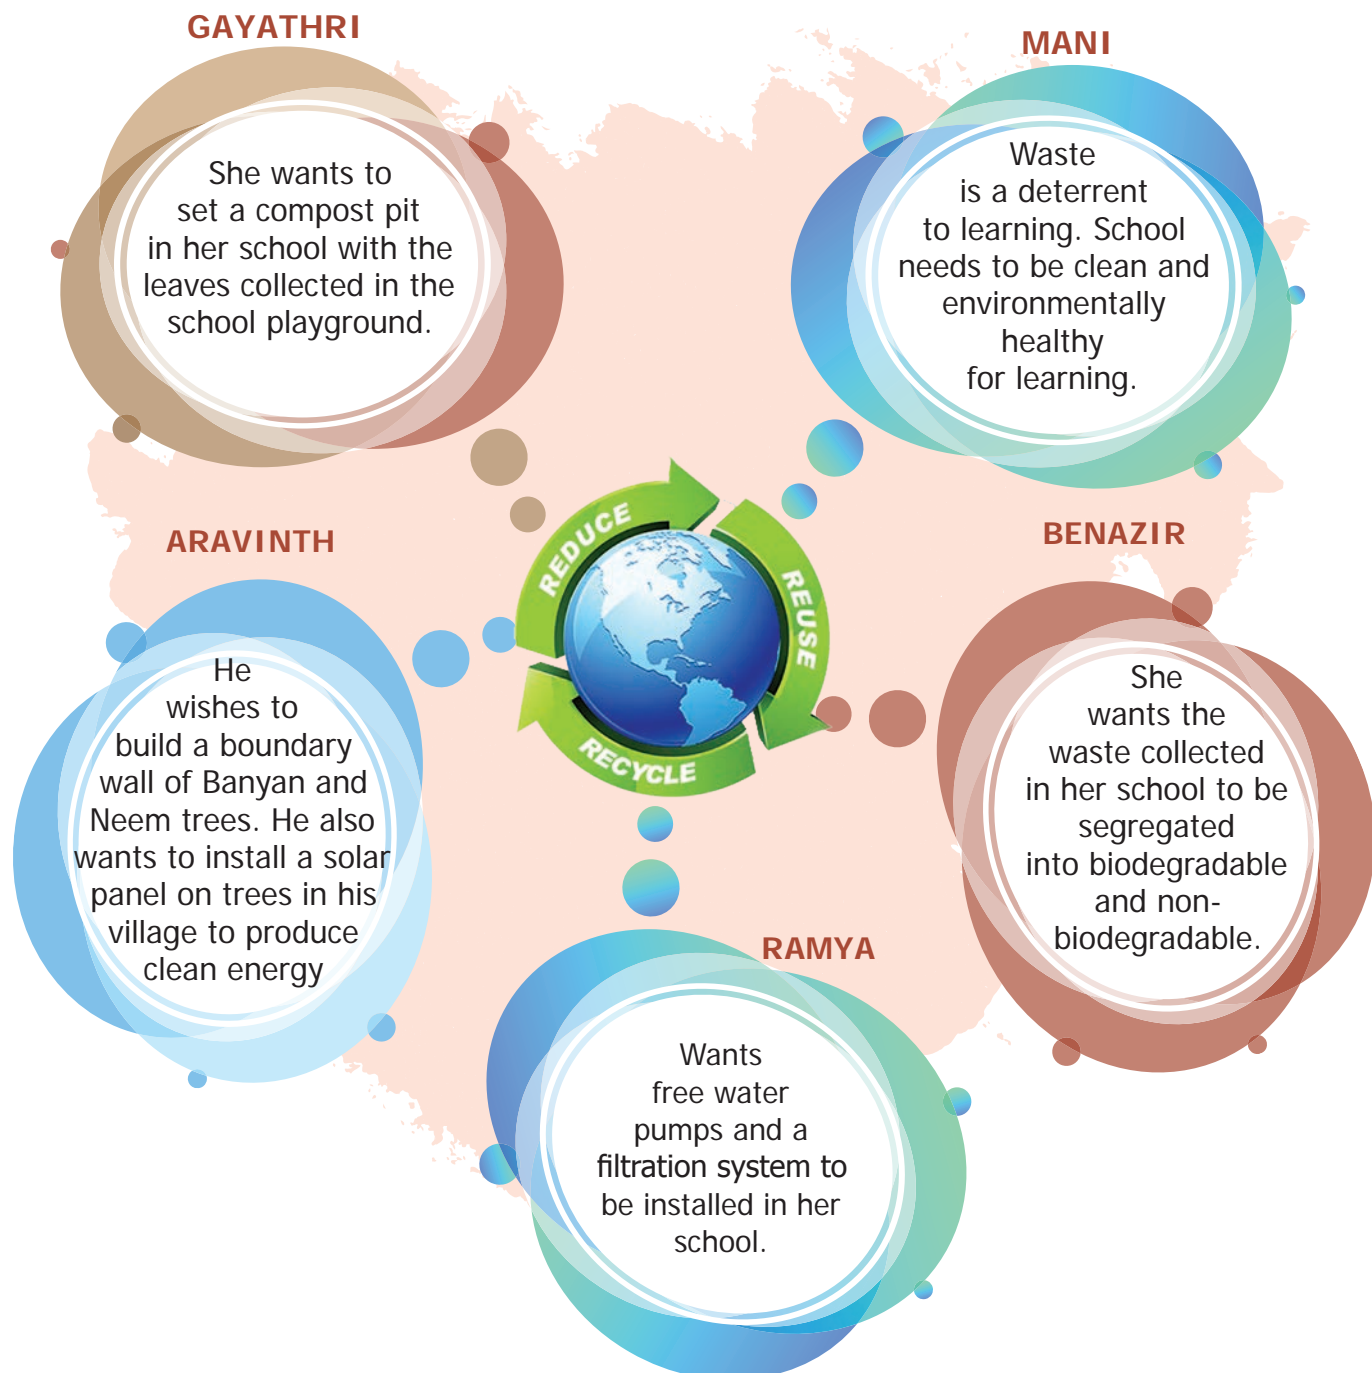 GAYATHRI
She wants to
set a compost pit
in her school with the
leaves collected in the
school playground.
MANI
Waste
is a deterrent
to learning. School
needs to be clean and
environmentally
healthy
for learning.
REDUCE
REUSE
RECYCLE
ARAVINTH
He
wishes to
build a boundary
wall of Banyan and
Neem trees. He also
wants to install a solar
panel on trees in his
village to produce
clean energy
BENAZIR
She
wants the
waste collected
in her school to be
segregated
into biodegradable
and non-
biodegradable.
RAMYA
Wants
free water
pumps and a
filtration system to
be installed in her
school.